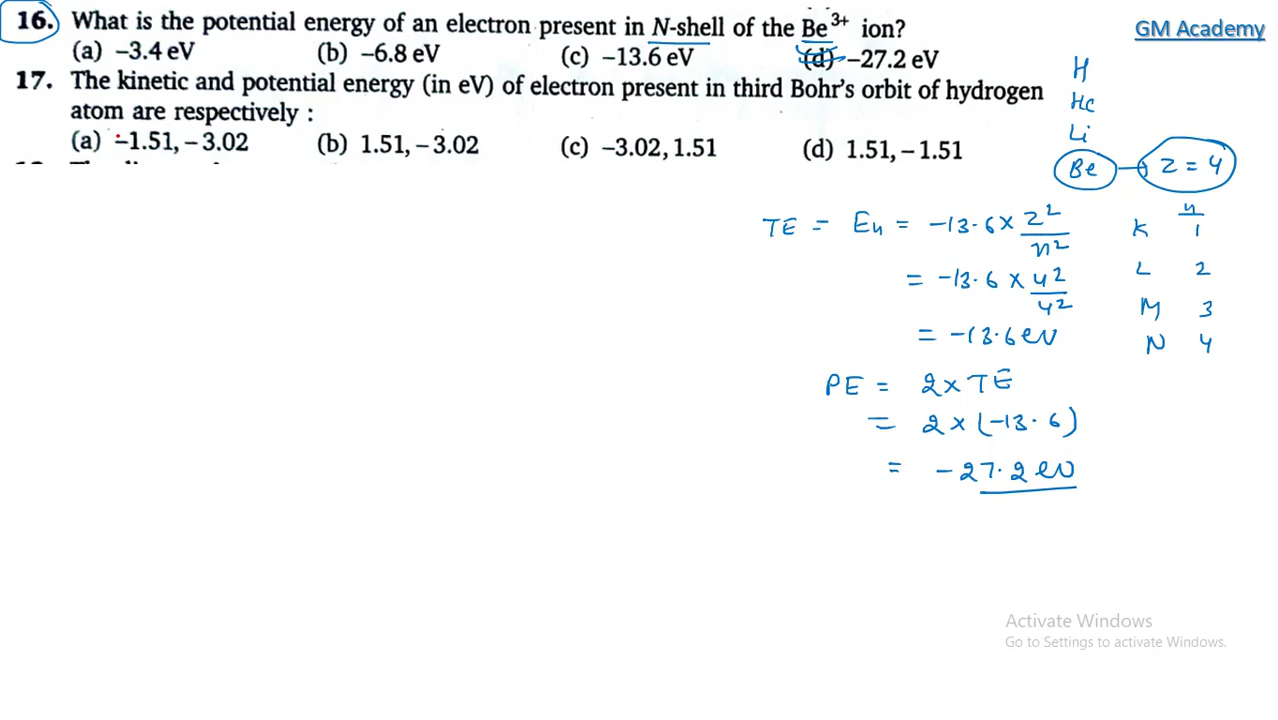 16. What is the potential energy of an electron present in N-shell of the Be³⁺ ion?
(a) –3.4 eV (b) –6.8 eV (c) –13.6 eV (d) –27.2 eV
17. The kinetic and potential energy (in eV) of electron present in third Bohr's orbit of hydrogen
atom are respectively :
(a) –1.51, – 3.02 (b) 1.51, – 3.02 (c) –3.02, 1.51 (d) 1.51, – 1.51
GM Academy
H
He
Li
Be → Z = 4
TE = En = -13.6 × Z²/n²
= -13.6 × 4²/4²
= -13.6 eV
PE = 2 × TE
= 2 × (-13.6)
= -27.2 eV
n
K 1
L 2
M 3
N 4
Activate Windows
Go to Settings to activate Windows.